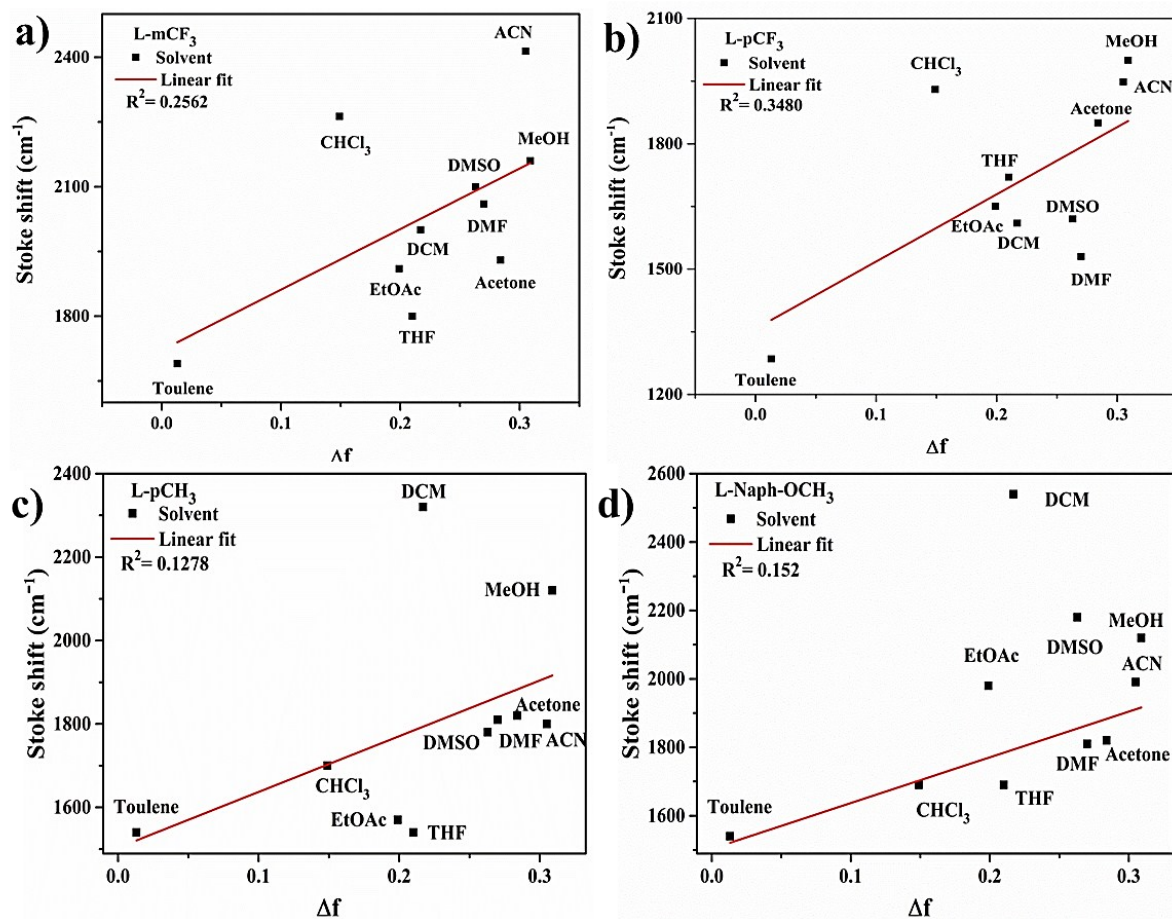 a)
L-mCF₃
Solvent
Linear fit
R²= 0.2562
ACN
CHCl₃
MeOH
DMSO
DMF
DCM
EtOAc
Acetone
THF
Toulene
2400
2100
1800
Stoke shift (cm⁻¹)
0.0 0.1 0.2 0.3
Δf
b)
L-pCF₃
Solvent
Linear fit
R²= 0.3480
MeOH
CHCl₃
ACN
Acetone
THF
DMSO
EtOAc
DCM
DMF
Toulene
2100
1800
1500
1200
Stoke shift (cm⁻¹)
0.0 0.1 0.2 0.3
Δf
c)
L-pCH₃
Solvent
Linear fit
R²= 0.1278
DCM
MeOH
Acetone
DMSO DMF ACN
CHCl₃
Toulene
EtOAc
THF
2400
2200
2000
1800
1600
Stoke shift (cm⁻¹)
0.0 0.1 0.2 0.3
Δf
d)
L-Naph-OCH₃
Solvent
Linear fit
R²= 0.152
DCM
MeOH
DMSO
EtOAc
ACN
DMF
Acetone
CHCl₃
THF
Toulene
2600
2400
2200
2000
1800
1600
Stoke shift (cm⁻¹)
0.0 0.1 0.2 0.3
Δf